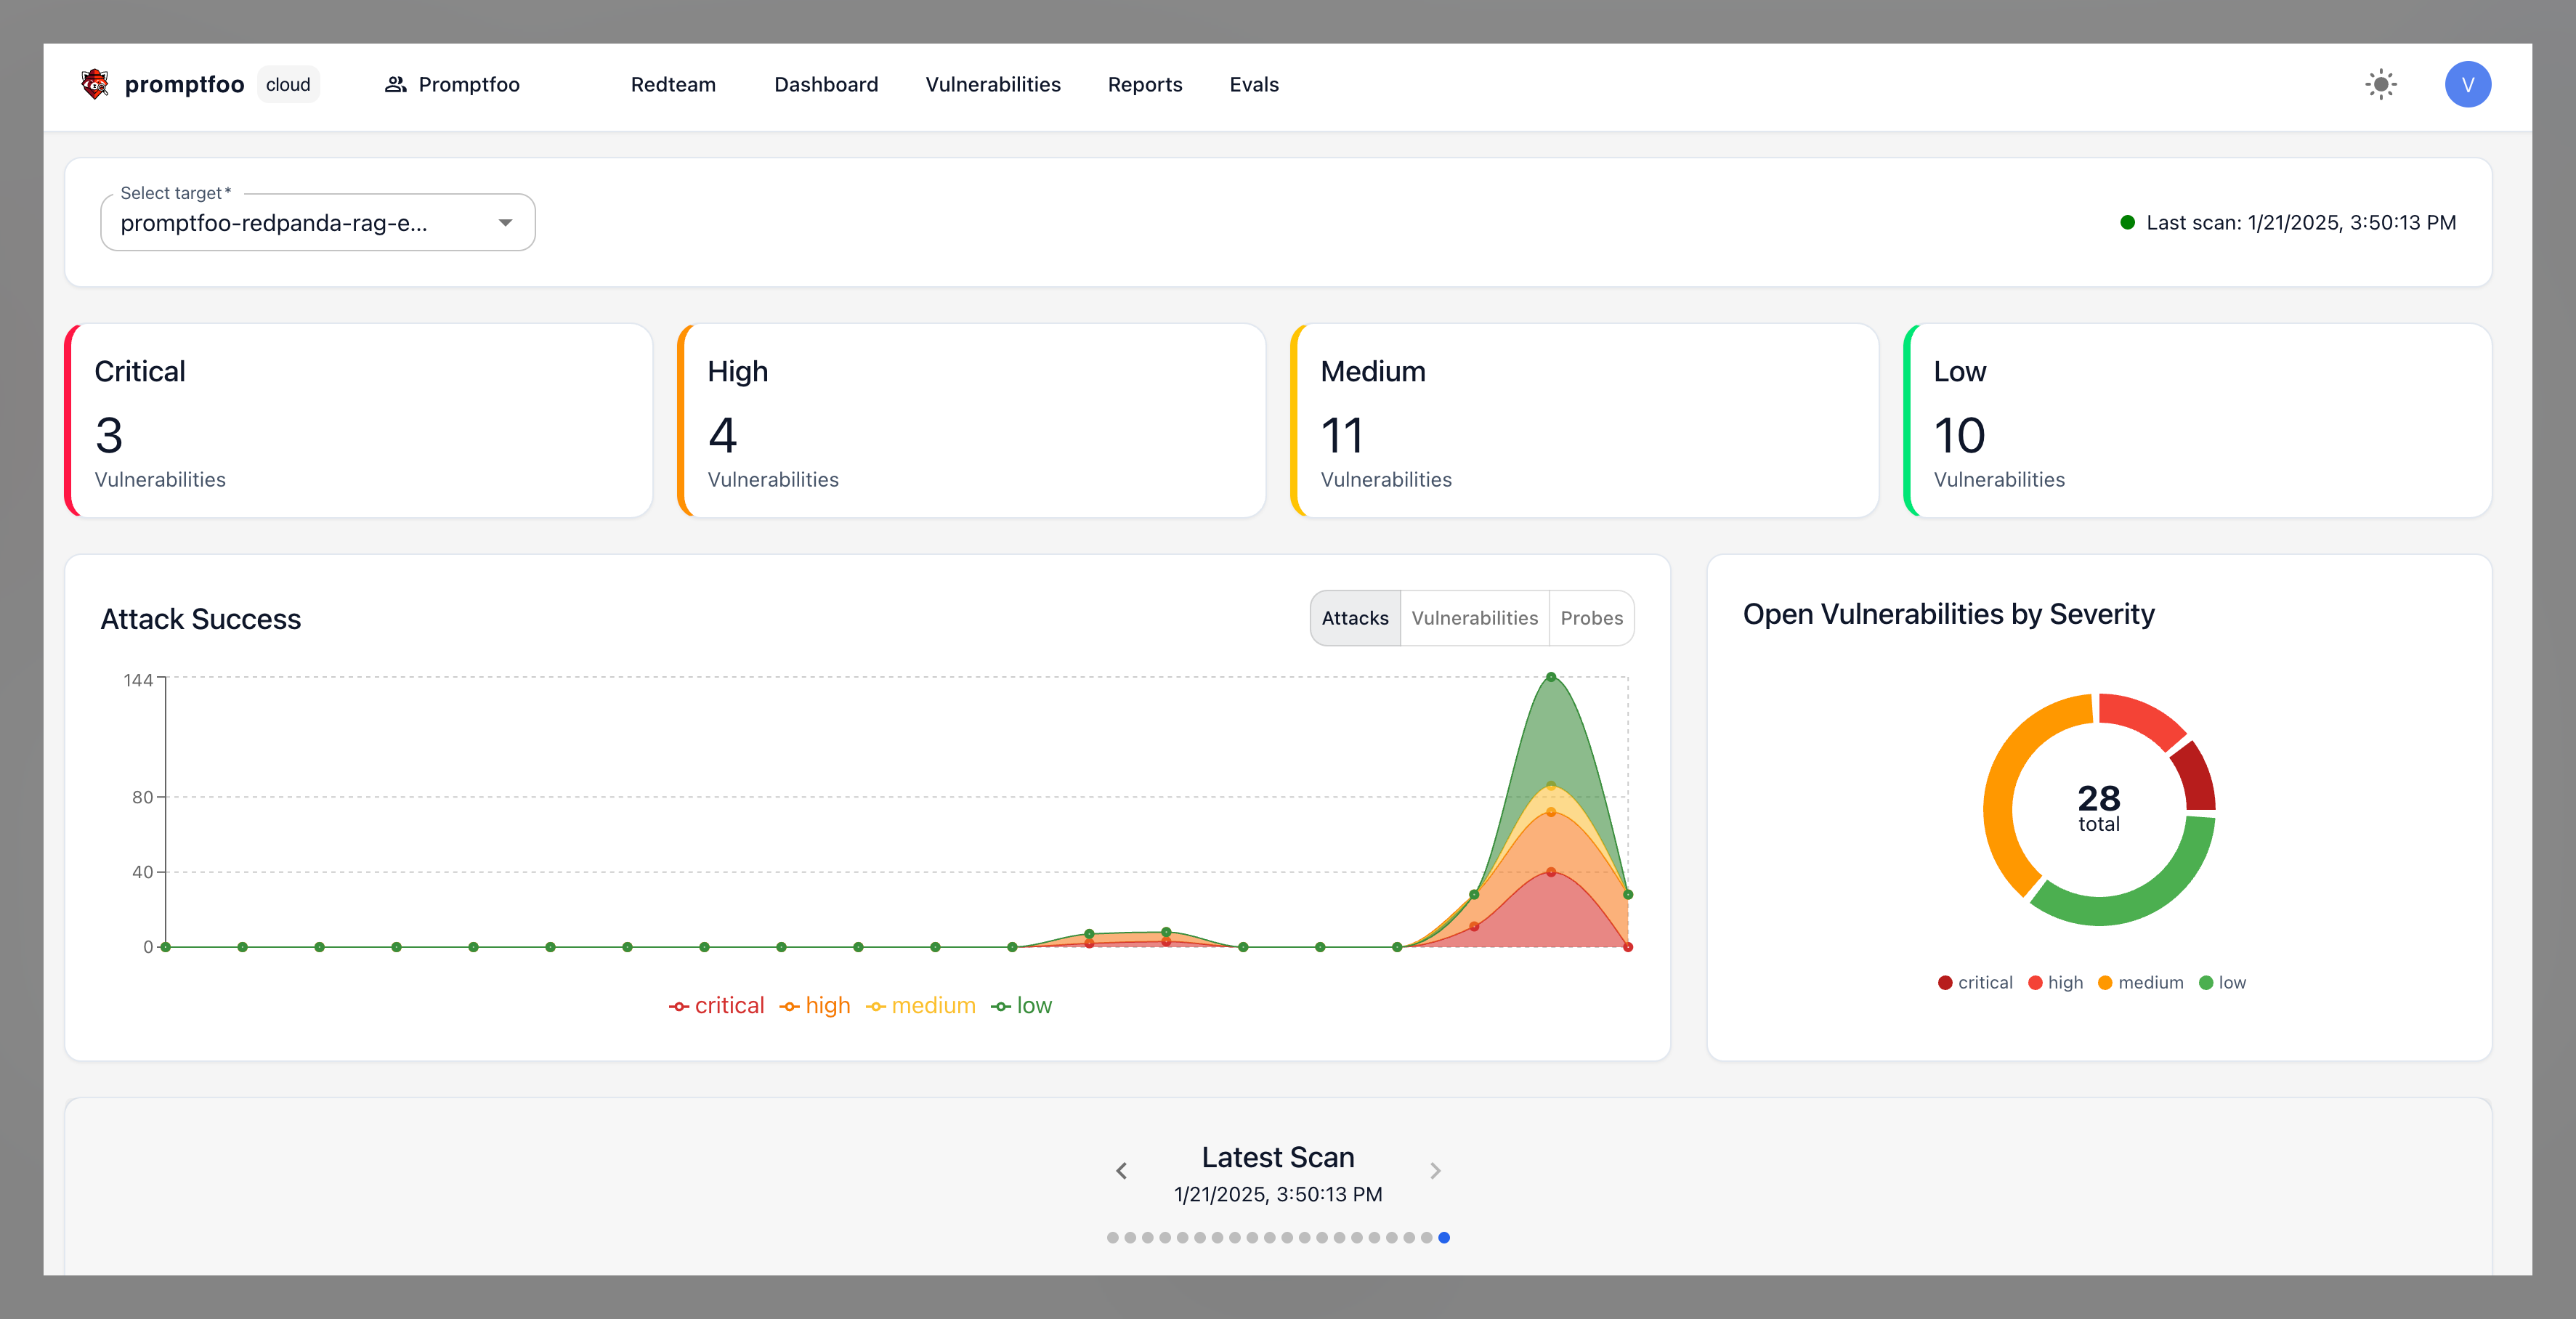 promptfoo cloud Promptfoo Redteam Dashboard Vulnerabilities Reports Evals V
Select target*
promptfoo-redpanda-rag-e...
Last scan: 1/21/2025, 3:50:13 PM
Critical
3
Vulnerabilities
High
4
Vulnerabilities
Medium
11
Vulnerabilities
Low
10
Vulnerabilities
Attack Success
Attacks Vulnerabilities Probes
144
80
40
0
critical high medium low
Open Vulnerabilities by Severity
28
total
critical high medium low
Latest Scan
1/21/2025, 3:50:13 PM